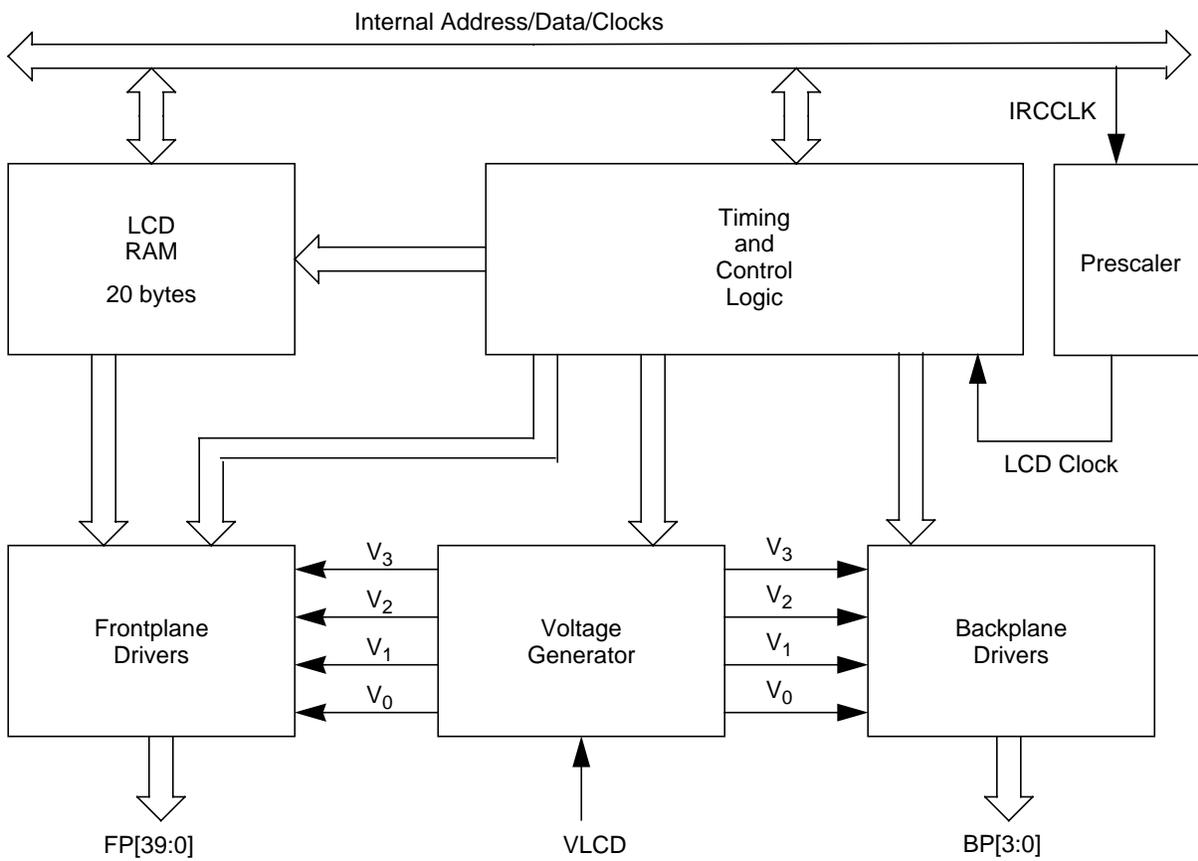 Internal Address/Data/Clocks
IRCCLK
LCD
RAM
20 bytes
Timing
and
Control
Logic
Prescaler
LCD Clock
V3
V2
V1
V0
Frontplane
Drivers
Voltage
Generator
V3
V2
V1
V0
Backplane
Drivers
FP[39:0]
VLCD
BP[3:0]